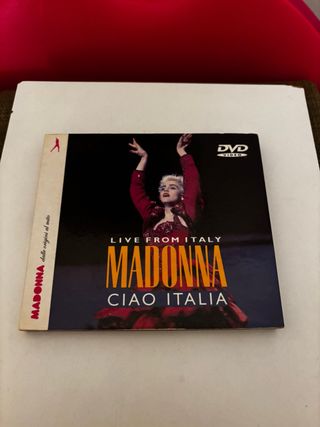 DVD
VIDEO
LIVE FROM ITALY
MADONNA
CIAO ITALIA
MADONNA dalle origini al mito